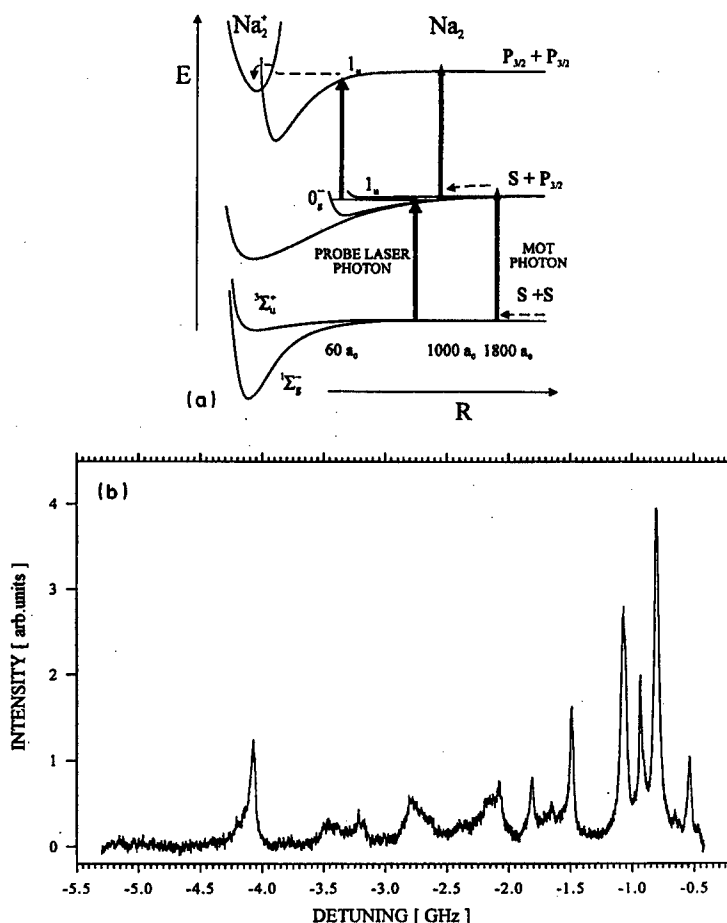 Na₂⁺ Na₂
E
1ᵤ P₃/₂ + P₃/₂
1ᵤ S + P₃/₂
0g⁻
PROBE LASER PHOTON
MOT PHOTON
S +S
³Σᵤ⁺
60 a₀ 1000 a₀ 1800 a₀
¹Σg⁻
(a) R
(b)
INTENSITY [ arb.units ]
4
3
2
1
0
-5.5 -5.0 -4.5 -4.0 -3.5 -3.0 -2.5 -2.0 -1.5 -1.0 -0.5
DETUNING [ GHz ]